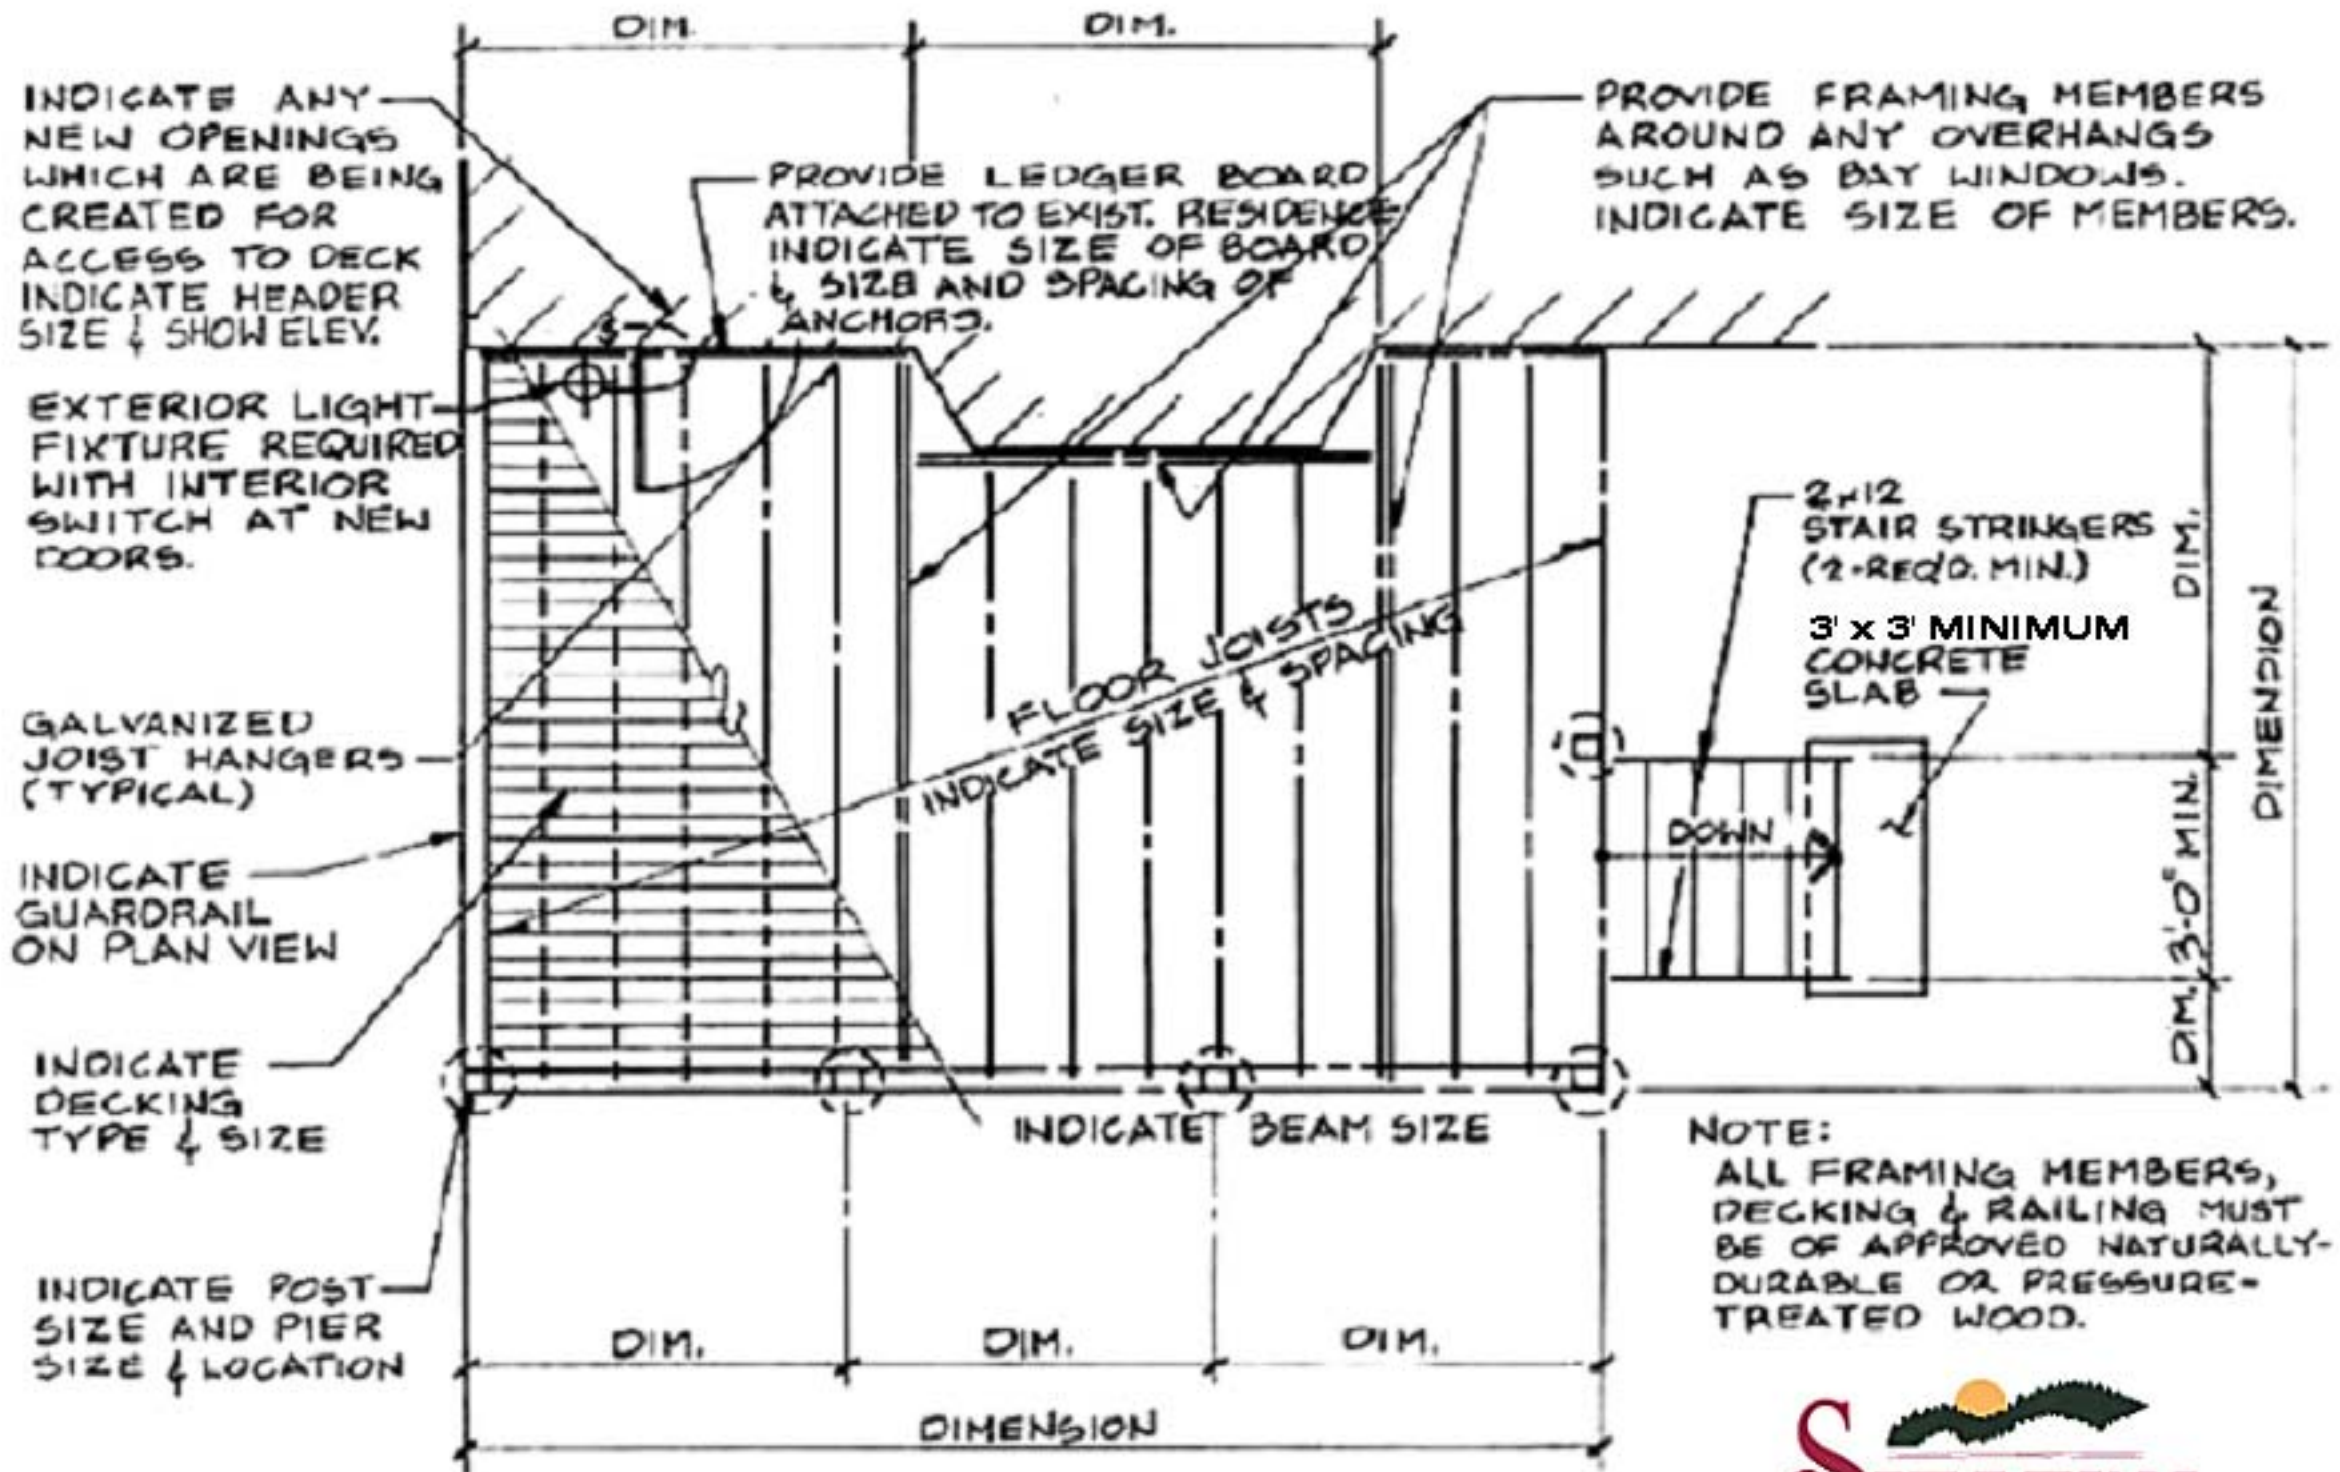 DIM.
DIM.
INDICATE ANY
NEW OPENINGS
WHICH ARE BEING
CREATED FOR
ACCESS TO DECK
INDICATE HEADER
SIZE & SHOW ELEV.
PROVIDE LEDGER BOARD
ATTACHED TO EXIST. RESIDENCE
INDICATE SIZE OF BOARD
& SIZE AND SPACING OF
ANCHORS.
PROVIDE FRAMING MEMBERS
AROUND ANY OVERHANGS
SUCH AS BAY WINDOWS.
INDICATE SIZE OF MEMBERS.
S
EXTERIOR LIGHT
FIXTURE REQUIRED
WITH INTERIOR
SWITCH AT NEW
DOORS.
2x12
STAIR STRINGERS
(2-REQ'D. MIN.)
3' x 3' MINIMUM
CONCRETE
SLAB
DIM.
DIMENSION
FLOOR JOISTS
INDICATE SIZE & SPACING
GALVANIZED
JOIST HANGERS
(TYPICAL)
DOWN
3'-0" MIN.
DIM.
INDICATE
GUARDRAIL
ON PLAN VIEW
INDICATE
DECKING
TYPE & SIZE
INDICATE BEAM SIZE
NOTE:
ALL FRAMING MEMBERS,
DECKING & RAILING MUST
BE OF APPROVED NATURALLY-
DURABLE OR PRESSURE-
TREATED WOOD.
INDICATE POST
SIZE AND PIER
SIZE & LOCATION
DIM.
DIM.
DIM.
DIMENSION